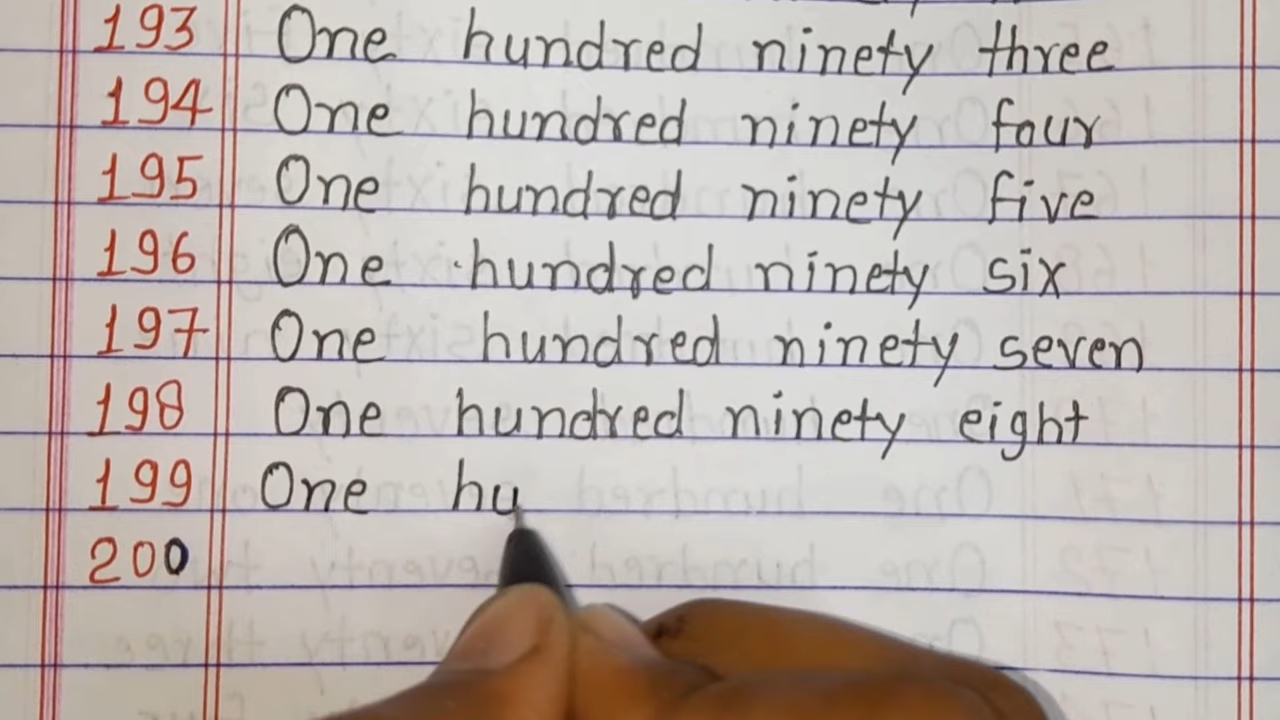 193 One hundred ninety three
194 One hundred ninety four
195 One hundred ninety five
196 One hundred ninety six
197 One hundred ninety seven
198 One hundred ninety eight
199 One hu
200